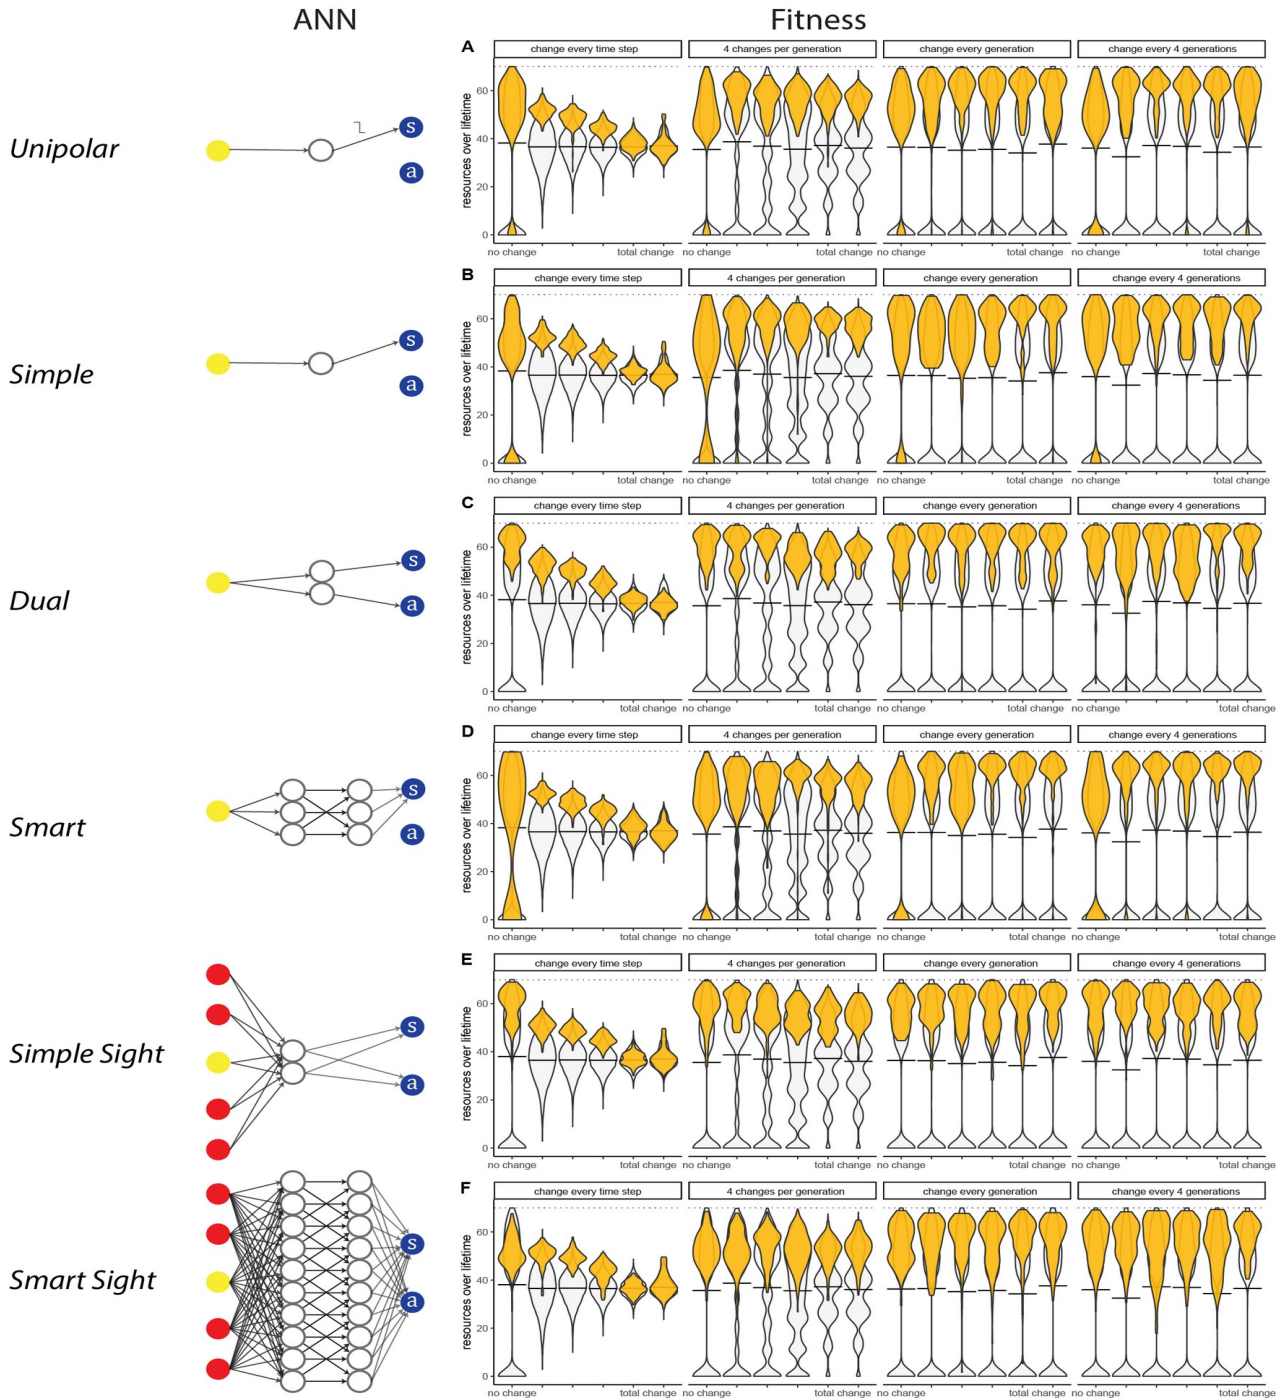 ANN
Fitness
A
change every time step
4 changes per generation
change every generation
change every 4 generations
Unipolar
s
a
resources over lifetime
60
40
20
0
no change
total change
no change
total change
no change
total change
no change
total change
B
change every time step
4 changes per generation
change every generation
change every 4 generations
Simple
s
a
resources over lifetime
60
40
20
0
no change
total change
no change
total change
no change
total change
no change
total change
C
change every time step
4 changes per generation
change every generation
change every 4 generations
Dual
s
a
resources over lifetime
60
40
20
0
no change
total change
no change
total change
no change
total change
no change
total change
D
change every time step
4 changes per generation
change every generation
change every 4 generations
Smart
s
a
resources over lifetime
60
40
20
0
no change
total change
no change
total change
no change
total change
no change
total change
E
change every time step
4 changes per generation
change every generation
change every 4 generations
Simple Sight
s
a
resources over lifetime
60
40
20
0
no change
total change
no change
total change
no change
total change
no change
total change
F
change every time step
4 changes per generation
change every generation
change every 4 generations
Smart Sight
s
a
resources over lifetime
60
40
20
0
no change
total change
no change
total change
no change
total change
no change
total change